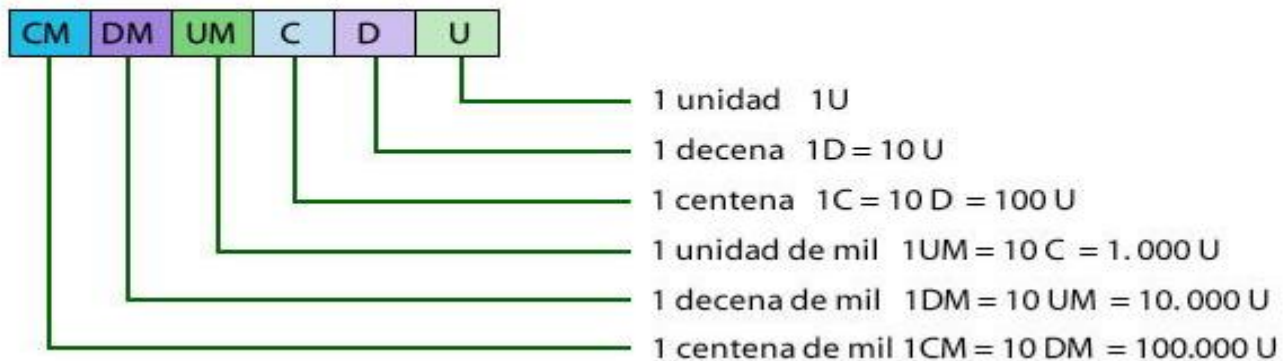 CM DM UM C D U
1 unidad 1U
1 decena 1D = 10 U
1 centena 1C = 10 D = 100 U
1 unidad de mil 1UM = 10 C = 1.000 U
1 decena de mil 1DM = 10 UM = 10.000 U
1 centena de mil 1CM = 10 DM = 100.000 U